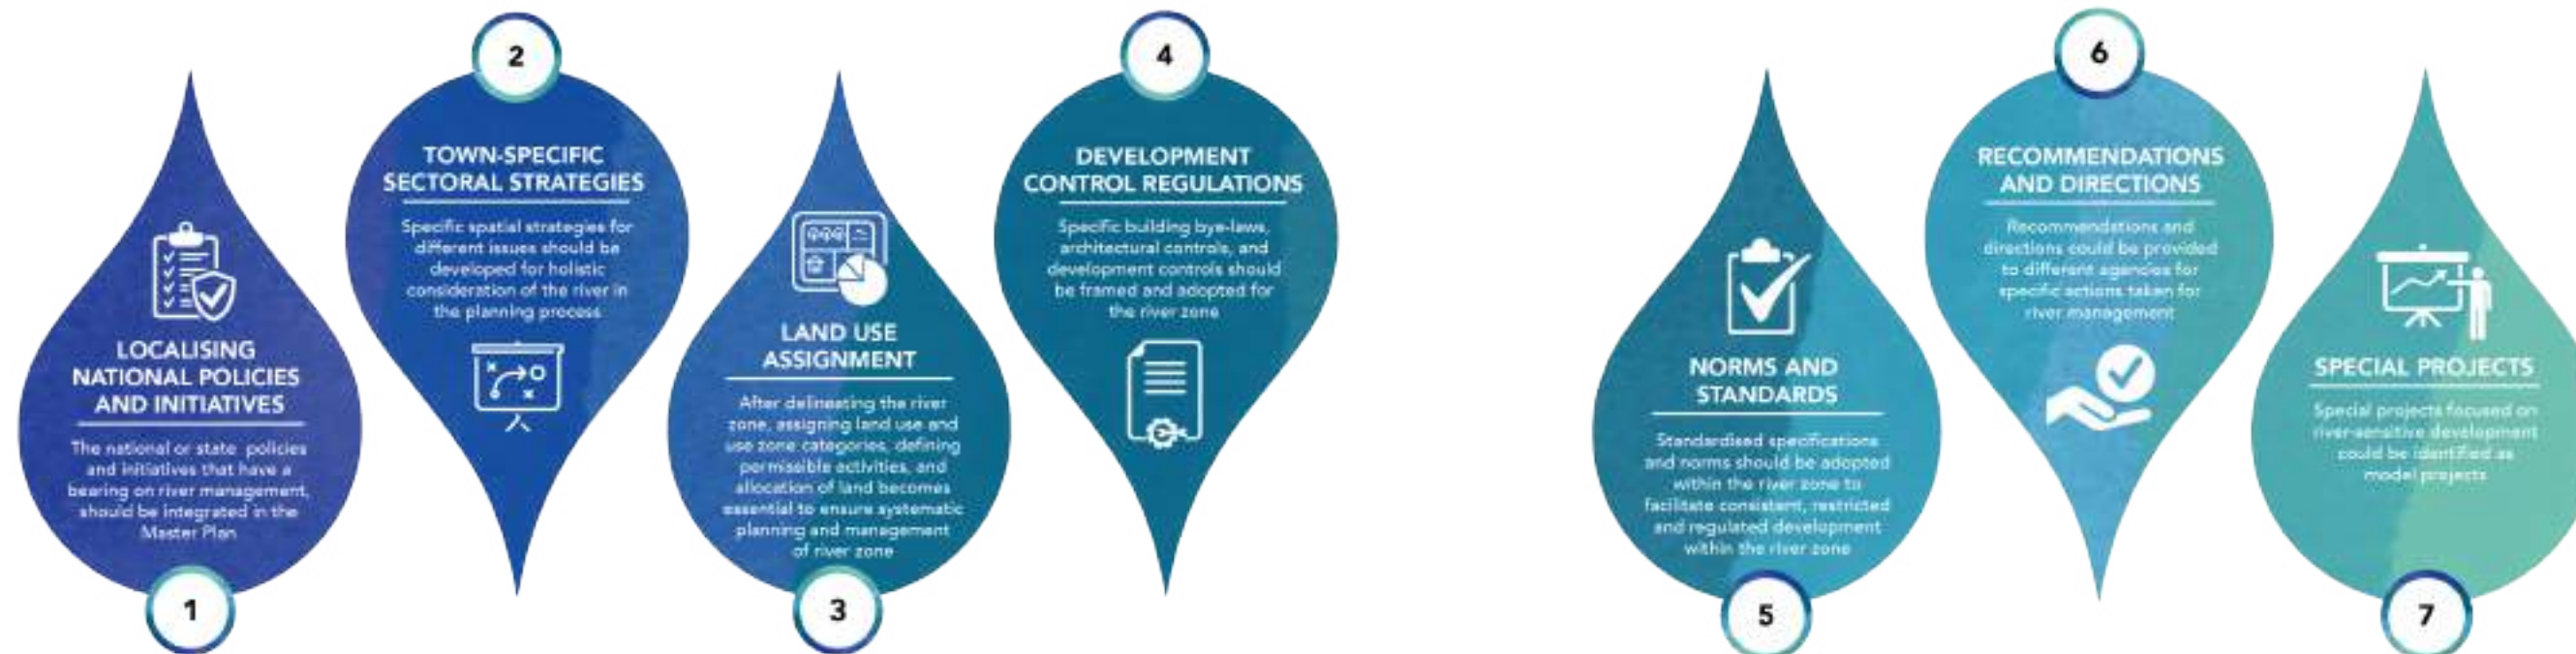 1
LOCALISING
NATIONAL POLICIES
AND INITIATIVES
The national or state policies
and initiatives that have a
bearing on river management,
should be integrated in the
Master Plan
2
TOWN-SPECIFIC
SECTORAL STRATEGIES
Specific spatial strategies for
different issues should be
developed for holistic
consideration of the river in
the planning process
3
LAND USE
ASSIGNMENT
After delineating the river
zone, assigning land use and
use zone categories, defining
permissible activities, and
allocation of land becomes
essential to ensure systematic
planning and management
of river zone
4
DEVELOPMENT
CONTROL REGULATIONS
Specific building bye-laws,
architectural controls, and
development controls should
be framed and adopted for
the river zone
5
NORMS AND
STANDARDS
Standardised specifications
and norms should be adopted
within the river zone to
facilitate consistent, restricted
and regulated development
within the river zone
6
RECOMMENDATIONS
AND DIRECTIONS
Recommendations and
directions could be provided
to different agencies for
specific actions taken for
river management
7
SPECIAL PROJECTS
Special projects focused on
river-sensitive development
could be identified as
model projects